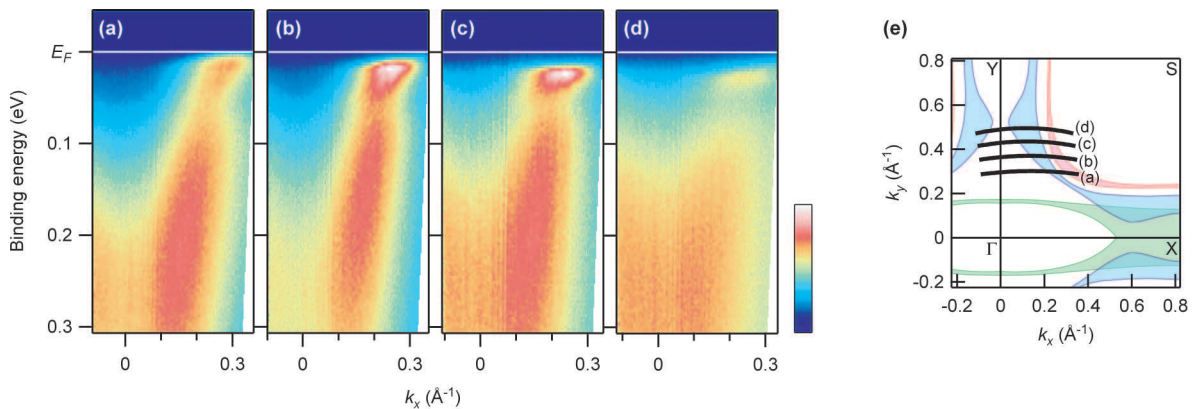 (a) (b) (c) (d) (e)
E_F
0.1
0.2
0.3
Binding energy (eV)
0 0.3 0 0.3 0 0.3 0 0.3
k_x (Å⁻¹)
Y S
0.8
0.6
(d)
(c)
(b)
(a)
0.4
0.2
0
-0.2
k_y (Å⁻¹)
Γ X
-0.2 0 0.2 0.4 0.6 0.8
k_x (Å⁻¹)